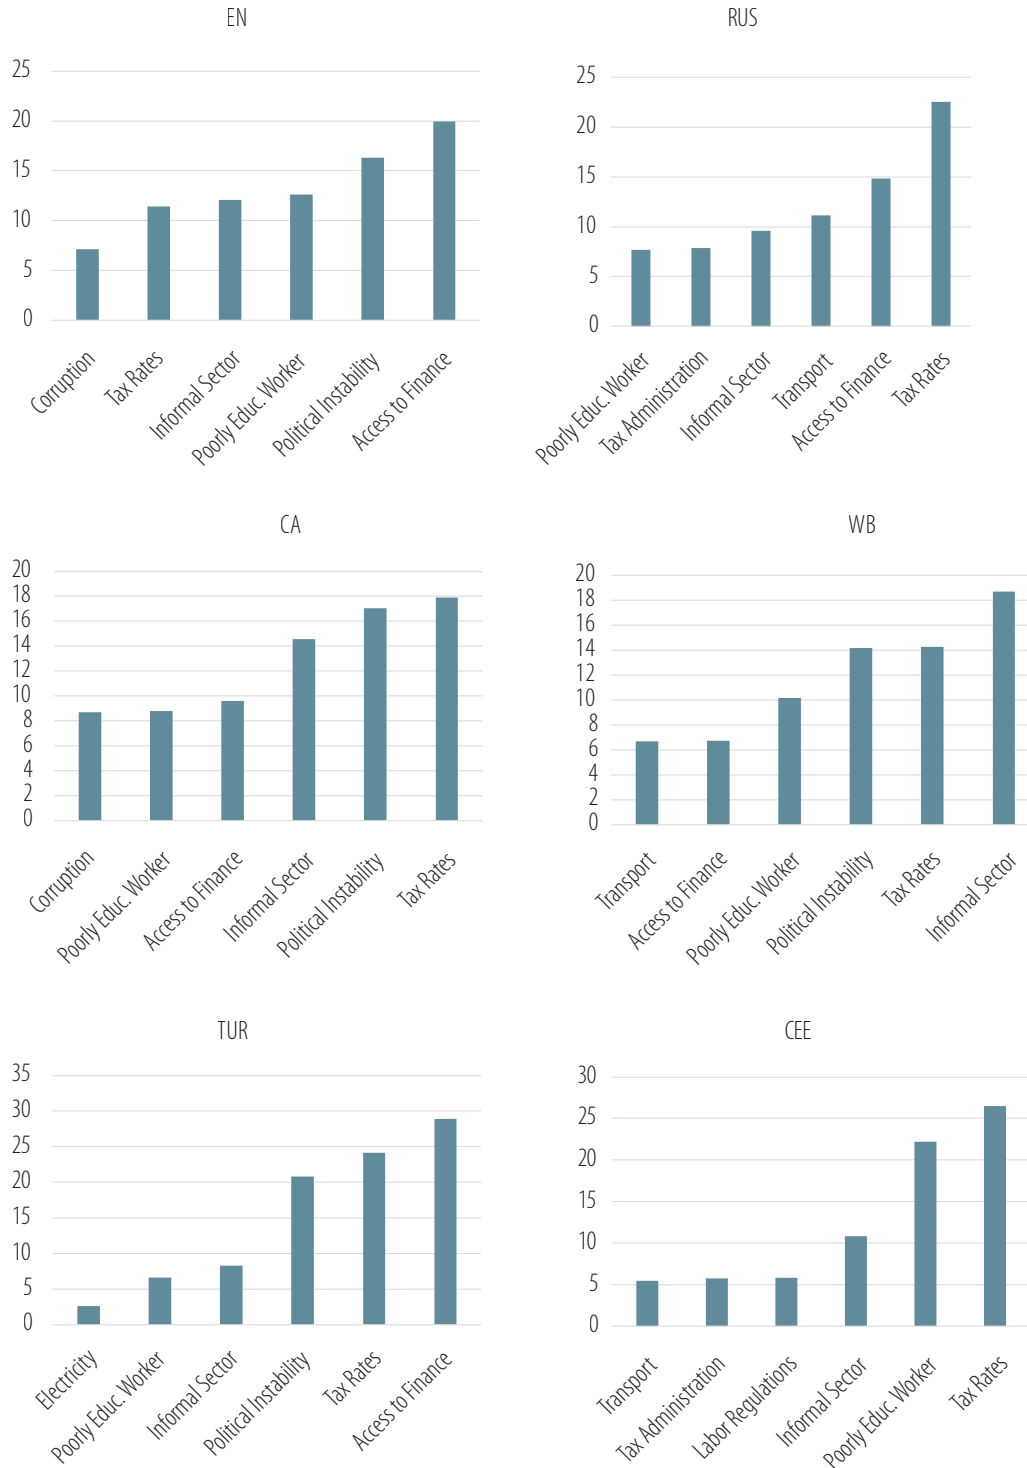 EN
25
20
15
10
5
0
Corruption
Tax Rates
Informal Sector
Poorly Educ. Worker
Political Instability
Access to Finance
RUS
25
20
15
10
5
0
Poorly Educ. Worker
Tax Administration
Informal Sector
Transport
Access to Finance
Tax Rates
CA
20
18
16
14
12
10
8
6
4
2
0
Corruption
Poorly Educ. Worker
Access to Finance
Informal Sector
Political Instability
Tax Rates
WB
20
18
16
14
12
10
8
6
4
2
0
Transport
Access to Finance
Poorly Educ. Worker
Political Instability
Tax Rates
Informal Sector
TUR
35
30
25
20
15
10
5
0
Electricity
Poorly Educ. Worker
Informal Sector
Political Instability
Tax Rates
Access to Finance
CEE
30
25
20
15
10
5
0
Transport
Tax Administration
Labor Regulations
Informal Sector
Poorly Educ. Worker
Tax Rates